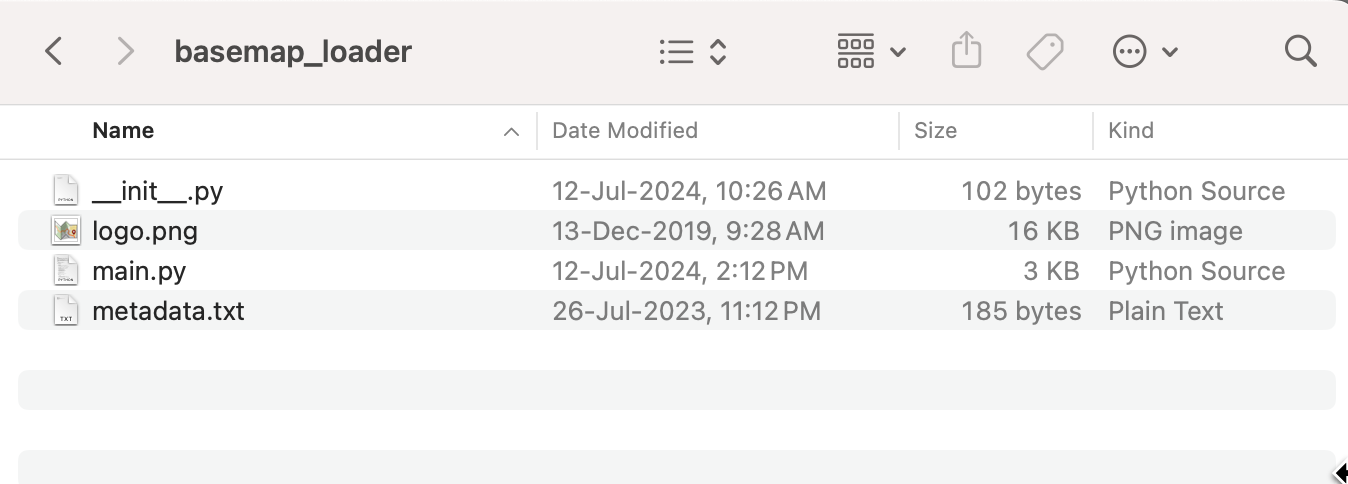 basemap_loader
Name Date Modified Size Kind
__init__.py 12-Jul-2024, 10:26 AM 102 bytes Python Source
logo.png 13-Dec-2019, 9:28 AM 16 KB PNG image
main.py 12-Jul-2024, 2:12 PM 3 KB Python Source
metadata.txt 26-Jul-2023, 11:12 PM 185 bytes Plain Text